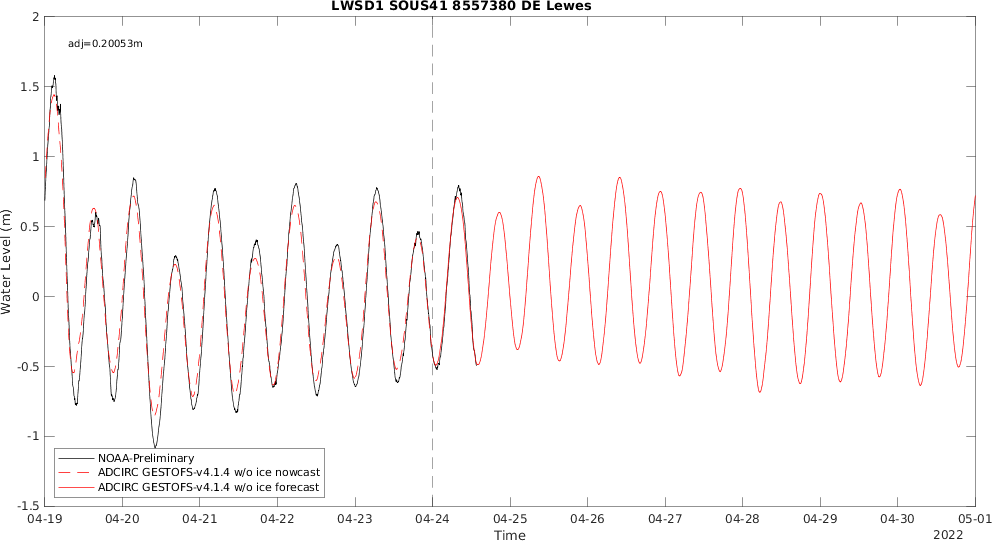 LWSD1 SOUS41 8557380 DE Lewes
adj=0.20053m
2
1.5
1
0.5
0
-0.5
-1
-1.5
Water Level (m)
NOAA-Preliminary
ADCIRC GESTOFS-v4.1.4 w/o ice nowcast
ADCIRC GESTOFS-v4.1.4 w/o ice forecast
04-19 04-20 04-21 04-22 04-23 04-24 04-25 04-26 04-27 04-28 04-29 04-30 05-01
Time
2022